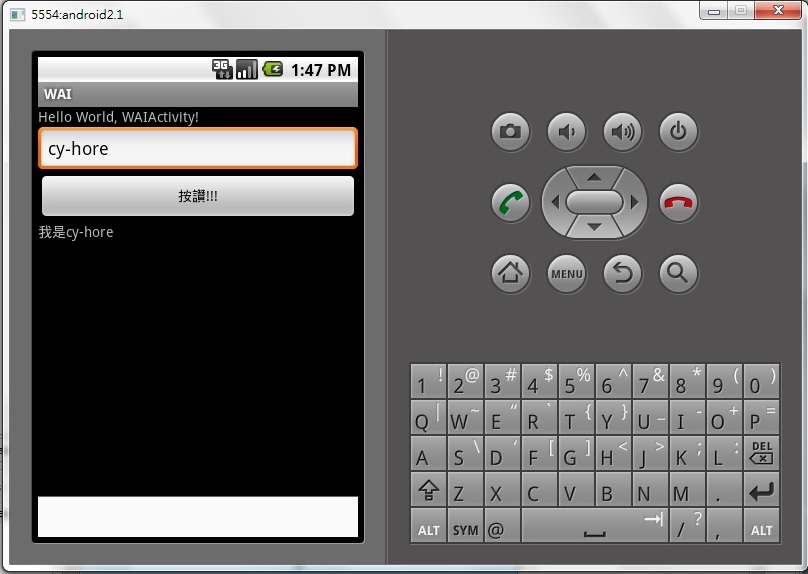 5554:android2.1
3G 1:47 PM
WAI
Hello World, WAIActivity!
cy-hore
按讚!!!
我是cy-hore
MENU
1 ! 2 @ 3 # 4 $ 5 % 6 ^ 7 & 8 * 9 ( 0 )
Q | W ~ E “ R ` T { Y } U _ I - O + P =
A S \ D ' F [ G ] H < J > K ; L : DEL
Z X C V B N M .
ALT SYM @ / ? , ALT